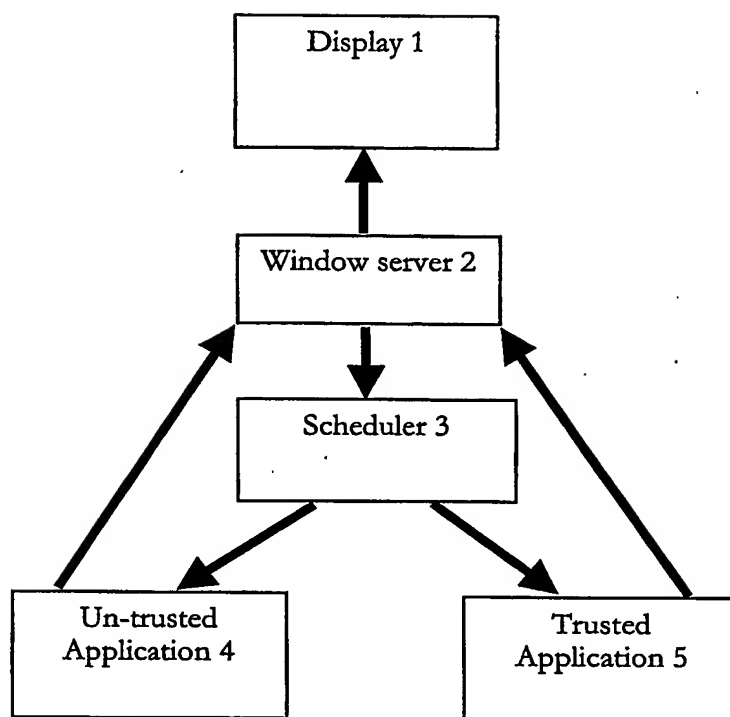 Display 1
Window server 2
Scheduler 3
Un-trusted
Application 4
Trusted
Application 5